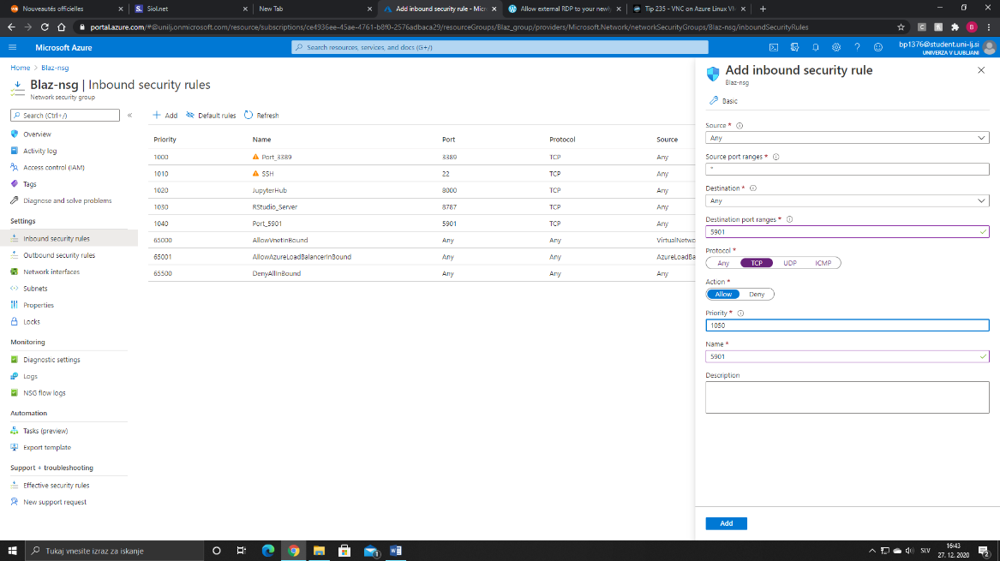 Nouveautés officielles
Siol.net
New Tab
Add inbound security rule - Micr
Allow external RDP to your newly
Tip 235 - VNC on Azure Linux VM
portal.azure.com/#@unilj.onmicrosoft.com/resource/subscriptions/ce4936ee-45ae-4761-b8f0-2576adbaca29/resourceGroups/Blaz_group/providers/Microsoft.Network/networkSecurityGroups/Blaz-nsg/inboundSecurityRules
Microsoft Azure
Search resources, services, and docs (G+/)
bp1376@student.uni-lj.si
UNIVERZA V LJUBLJANI
Home > Blaz-nsg
Blaz-nsg | Inbound security rules
Network security group
Search (Ctrl+/)
Overview
Activity log
Access control (IAM)
Tags
Diagnose and solve problems
Settings
Inbound security rules
Outbound security rules
Network interfaces
Subnets
Properties
Locks
Monitoring
Diagnostic settings
Logs
NSG flow logs
Automation
Tasks (preview)
Export template
Support + troubleshooting
Effective security rules
New support request
Add Default rules Refresh
Priority Name Port Protocol Source
1000 Port_3389 3389 TCP Any
1010 SSH 22 TCP Any
1020 JupyterHub 8000 TCP Any
1030 RStudio_Server 8787 TCP Any
1040 Port_5901 5901 TCP Any
65000 AllowVnetInBound Any Any VirtualNetwo
65001 AllowAzureLoadBalancerInBound Any Any AzureLoadBa
65500 DenyAllInBound Any Any Any
Add inbound security rule
Blaz-nsg
Basic
Source *
Any
Source port ranges *
*
Destination *
Any
Destination port ranges *
5901
Protocol *
Any TCP UDP ICMP
Action *
Allow Deny
Priority *
1050
Name *
5901
Description
Add
Tukaj vnesite izraz za iskanje
SLV
16:43
27. 12. 2020